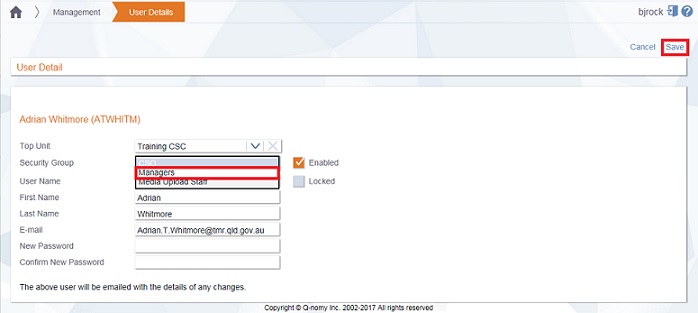 Management User Details bjrock ?
Cancel Save
User Detail
Adrian Whitmore (ATWHITM)
Top Unit Training CSC
Security Group CSO Enabled
Managers
User Name Media Upload Staff Locked
First Name Adrian
Last Name Whitmore
E-mail Adrian.T.Whitmore@tmr.qld.gov.au
New Password
Confirm New Password
The above user will be emailed with the details of any changes.
Copyright © Q-nomy Inc. 2002-2017 All rights reserved